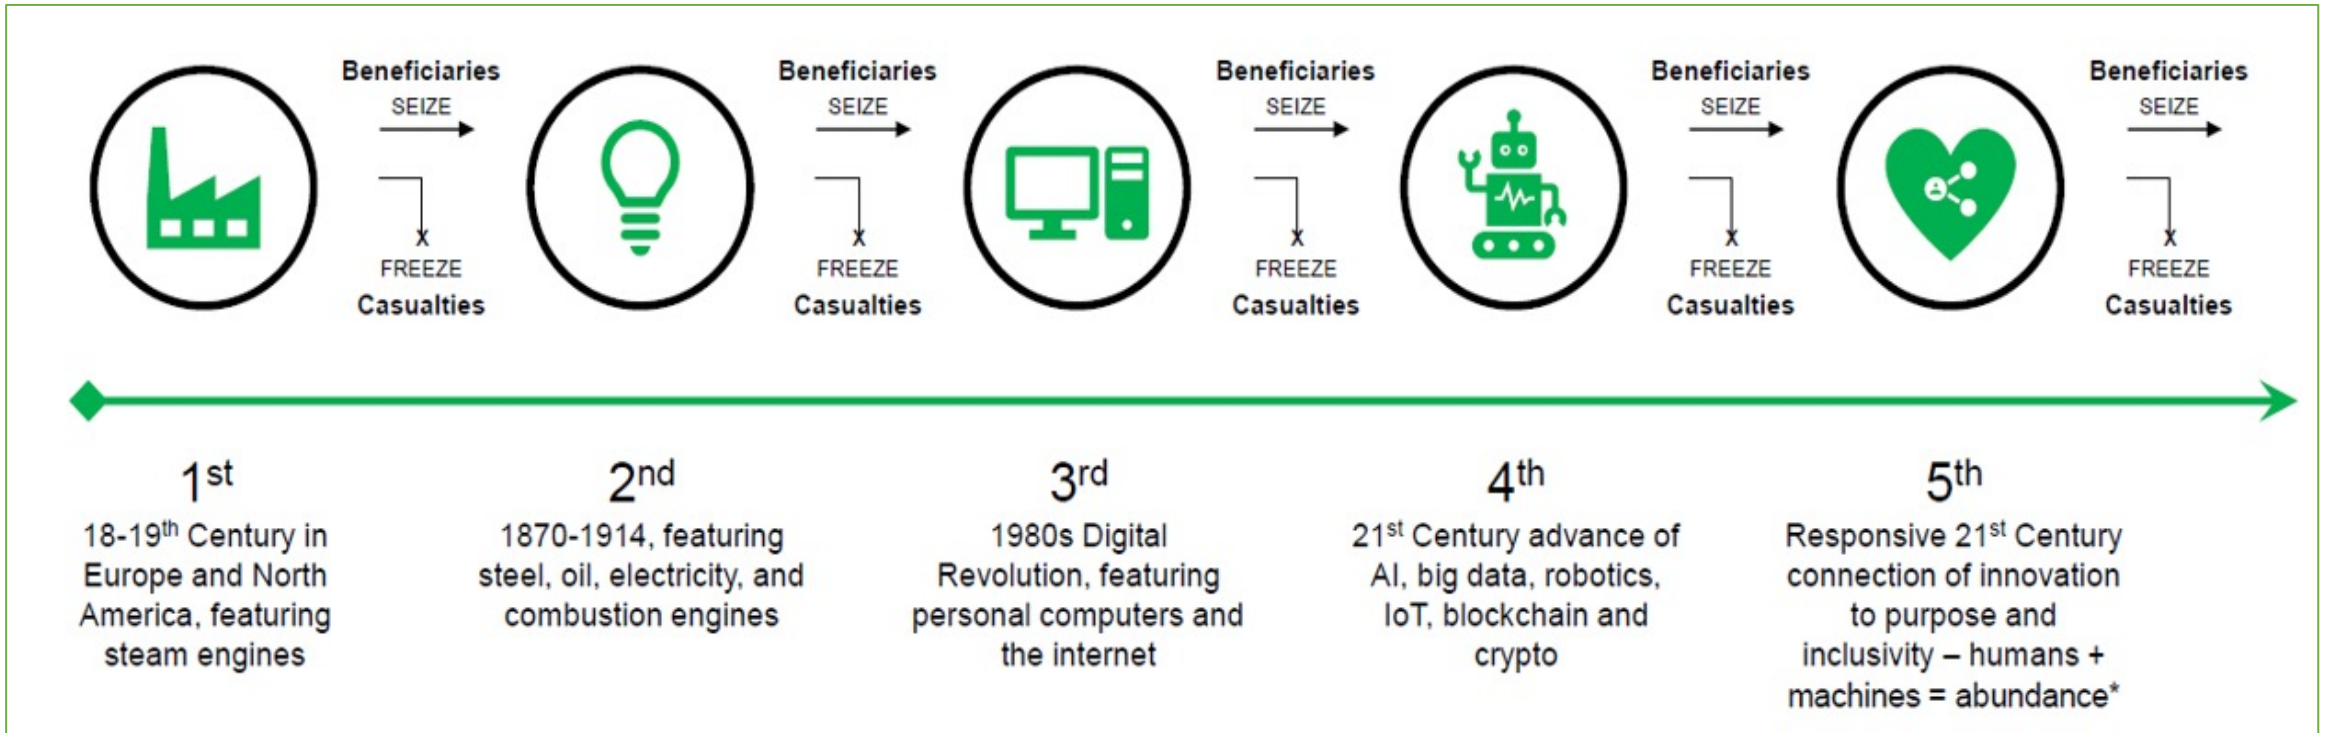 Beneficiaries
SEIZE
X
FREEZE
Casualties
Beneficiaries
SEIZE
X
FREEZE
Casualties
Beneficiaries
SEIZE
X
FREEZE
Casualties
Beneficiaries
SEIZE
X
FREEZE
Casualties
Beneficiaries
SEIZE
X
FREEZE
Casualties
1st
18-19th Century in
Europe and North
America, featuring
steam engines
2nd
1870-1914, featuring
steel, oil, electricity, and
combustion engines
3rd
1980s Digital
Revolution, featuring
personal computers and
the internet
4th
21st Century advance of
AI, big data, robotics,
IoT, blockchain and
crypto
5th
Responsive 21st Century
connection of innovation
to purpose and
inclusivity – humans +
machines = abundance*